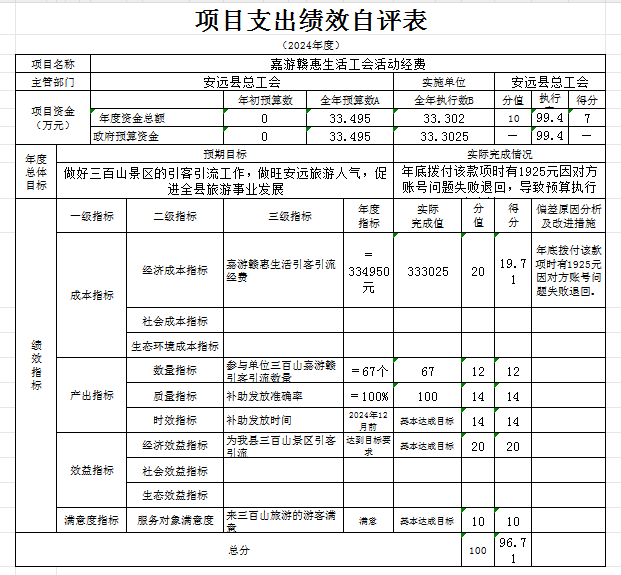 项目支出绩效自评表
（2024年度）
项目名称 嘉游赣惠生活工会活动经费
主管部门 安远县总工会 实施单位 安远县总工会
项目资金（万元） 年初预算数 全年预算数A 全年执行数B 分值 执行 得分
年度资金总额 0 33.495 33.302 10 99.4 7
政府预算资金 0 33.495 33.3025 — 99.4 —
年度总体目标 预期目标 实际完成情况
做好三百山景区的引客引流工作，做旺安远旅游人气，促进全县旅游事业发展 年底拨付该款项时有1925元因对方账号问题失败退回，导致预算执行
绩效指标 一级指标 二级指标 三级指标 年度指标 实际完成值 分值 得分 偏差原因分析及改进措施
成本指标 经济成本指标 嘉游赣惠生活引客引流经费 ＝334950元 333025 20 19.71 年底拨付该款项时有1925元因对方账号问题失败退回.
社会成本指标
生态环境成本指标
产出指标 数量指标 参与单位三百山嘉游赣引客引流数量 ＝67个 67 12 12
质量指标 补助发放准确率 ＝100% 100 14 14
时效指标 补助发放时间 2024年12月前 基本达成目标 14 14
效益指标 经济效益指标 为我县三百山景区引客引流 达到目标要求 基本达成目标 20 20
社会效益指标
生态效益指标
满意度指标 服务对象满意度 来三百山旅游的游客满意 满意 基本达成目标 10 10
总分 100 96.71